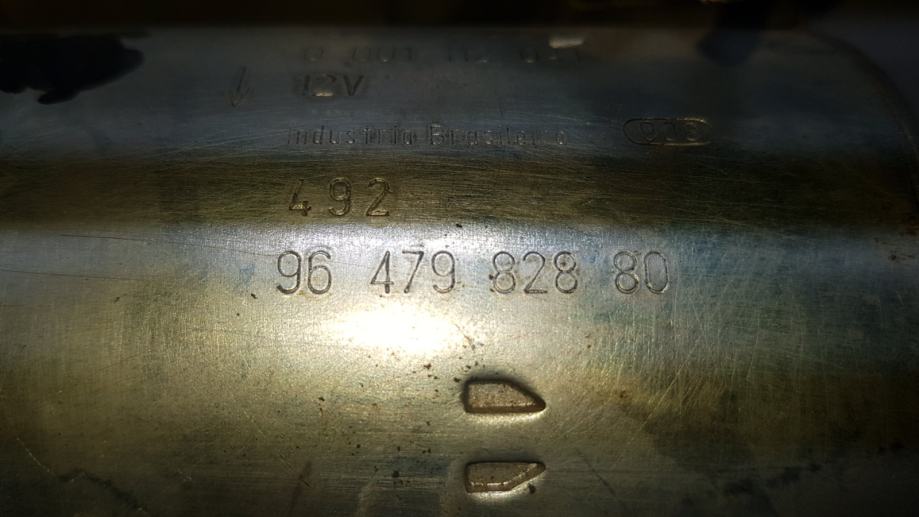 12V
Industria Brasileira
492
96 479 828 80